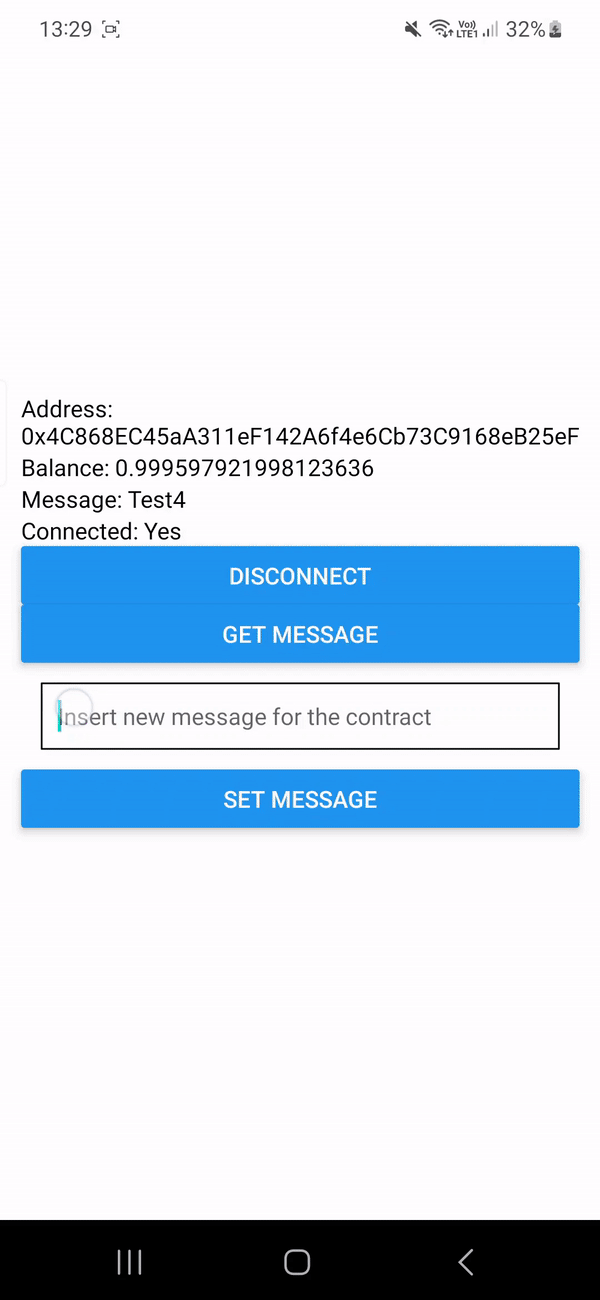 13:29 Vo)) LTE1 32%
Address:
0x4C868EC45aA311eF142A6f4e6Cb73C9168eB25eF
Balance: 0.999597921998123636
Message: Test4
Connected: Yes
DISCONNECT
GET MESSAGE
Insert new message for the contract
SET MESSAGE